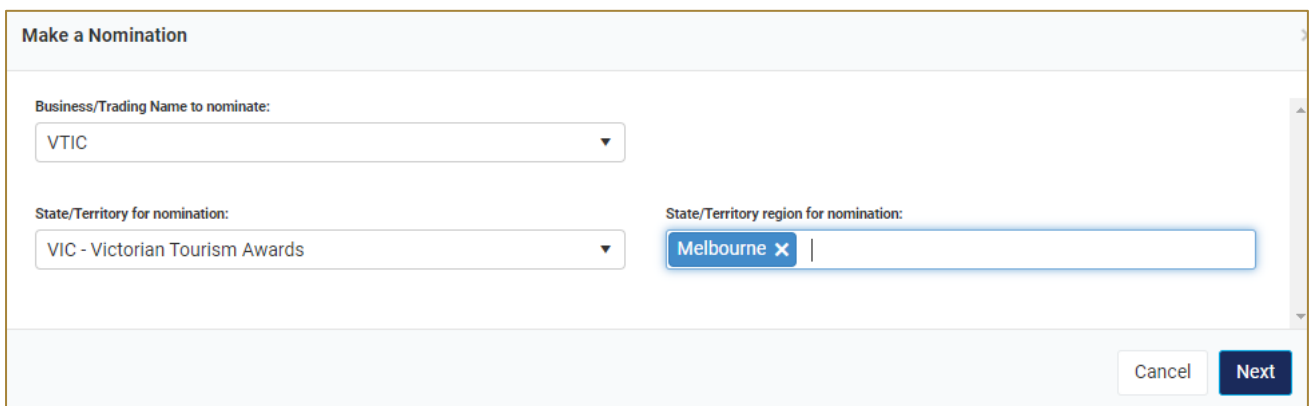 Make a Nomination
Business/Trading Name to nominate:
VTIC
State/Territory for nomination:
State/Territory region for nomination:
VIC - Victorian Tourism Awards
Melbourne
Cancel
Next